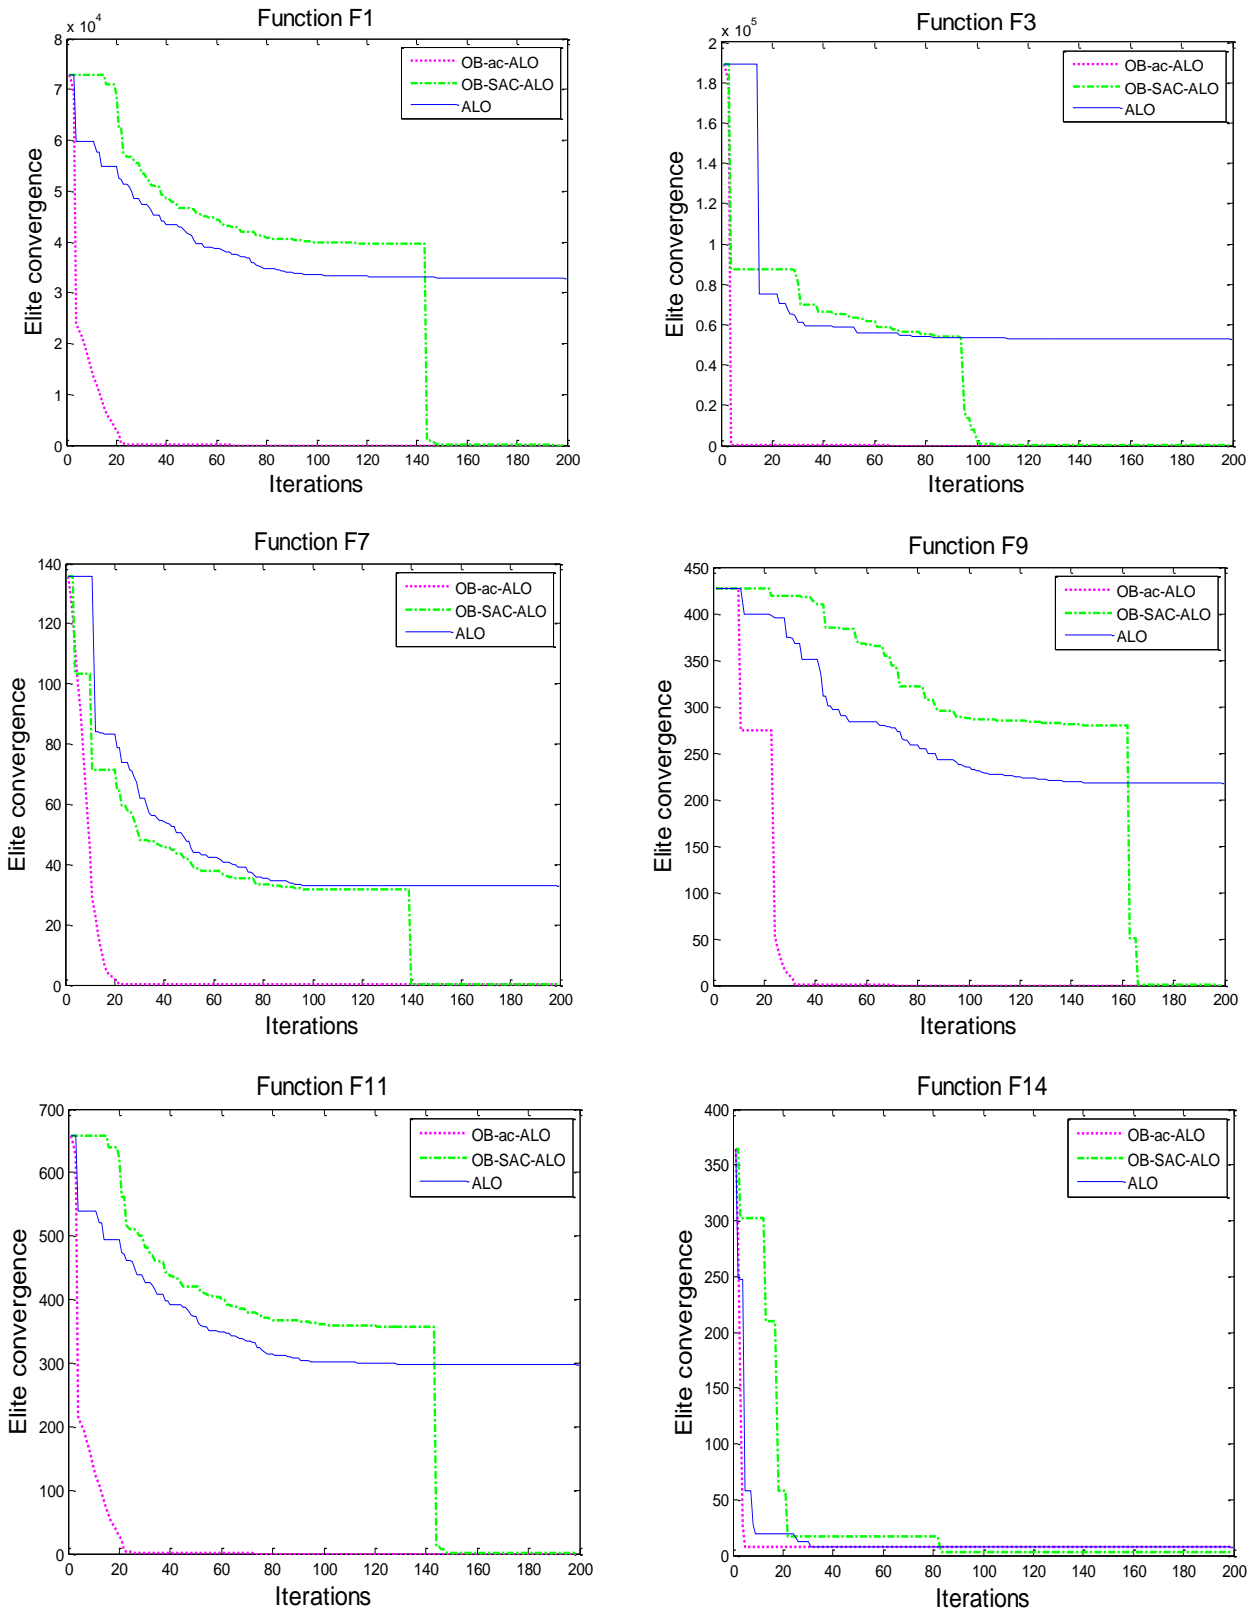 Function F1
x 10^4
8
7
6
5
4
3
2
1
0
Elite convergence
OB-ac-ALO
OB-SAC-ALO
ALO
0 20 40 60 80 100 120 140 160 180 200
Iterations
Function F3
x 10^5
2
1.8
1.6
1.4
1.2
1
0.8
0.6
0.4
0.2
0
Elite convergence
OB-ac-ALO
OB-SAC-ALO
ALO
0 20 40 60 80 100 120 140 160 180 200
Iterations
Function F7
140
120
100
80
60
40
20
0
Elite convergence
OB-ac-ALO
OB-SAC-ALO
ALO
0 20 40 60 80 100 120 140 160 180 200
Iterations
Function F9
450
400
350
300
250
200
150
100
50
0
Elite convergence
OB-ac-ALO
OB-SAC-ALO
ALO
0 20 40 60 80 100 120 140 160 180 200
Iterations
Function F11
700
600
500
400
300
200
100
0
Elite convergence
OB-ac-ALO
OB-SAC-ALO
ALO
0 20 40 60 80 100 120 140 160 180 200
Iterations
Function F14
400
350
300
250
200
150
100
50
0
Elite convergence
OB-ac-ALO
OB-SAC-ALO
ALO
0 20 40 60 80 100 120 140 160 180 200
Iterations